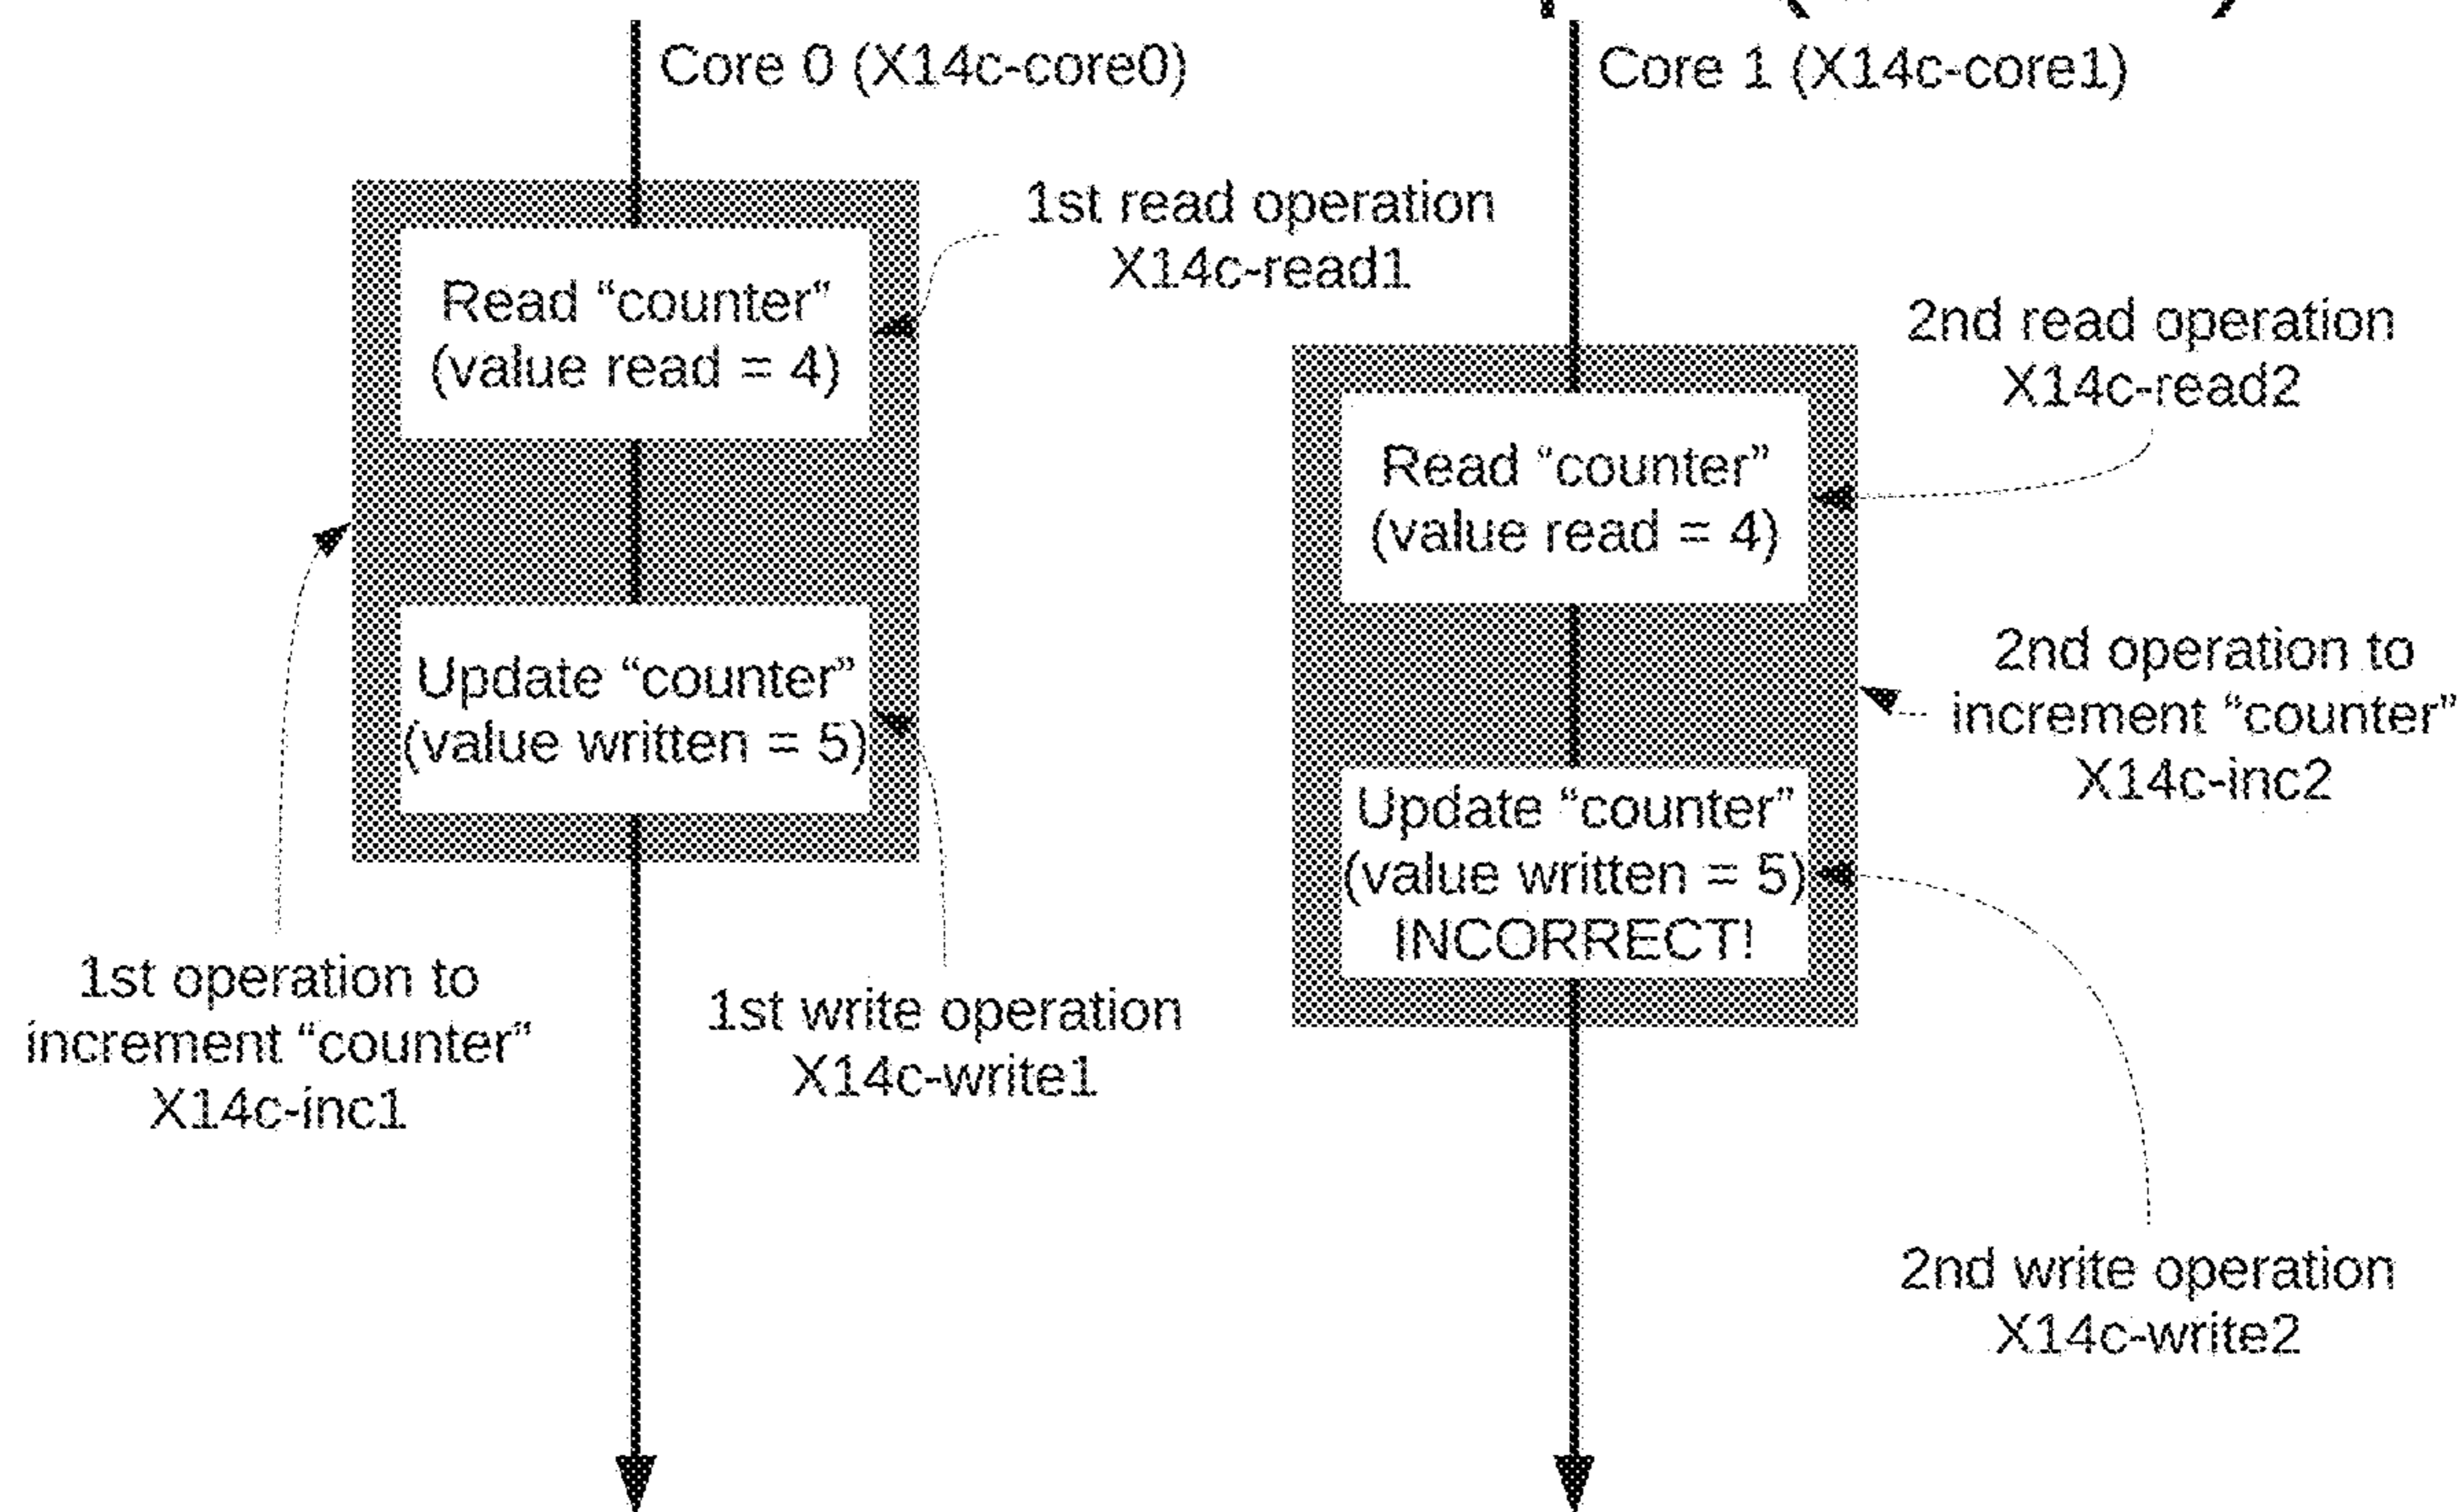 Core 0 (X14c-core0)
1st read operation
X14c-read1
Read “counter“
(value read = 4)
Update “counter”
(value written = 5)
1st operation to
increment “counter“
X14c-inc1
1st write operation
X14c-write1
Core 1 (X14c-core1)
2nd read operation
X14c-read2
Read “counter”
(value read = 4)
2nd operation to
increment “counter”
X14c-inc2
Update “counter”
(value written = 5)
INCORRECT!
2nd write operation
X14c-write2